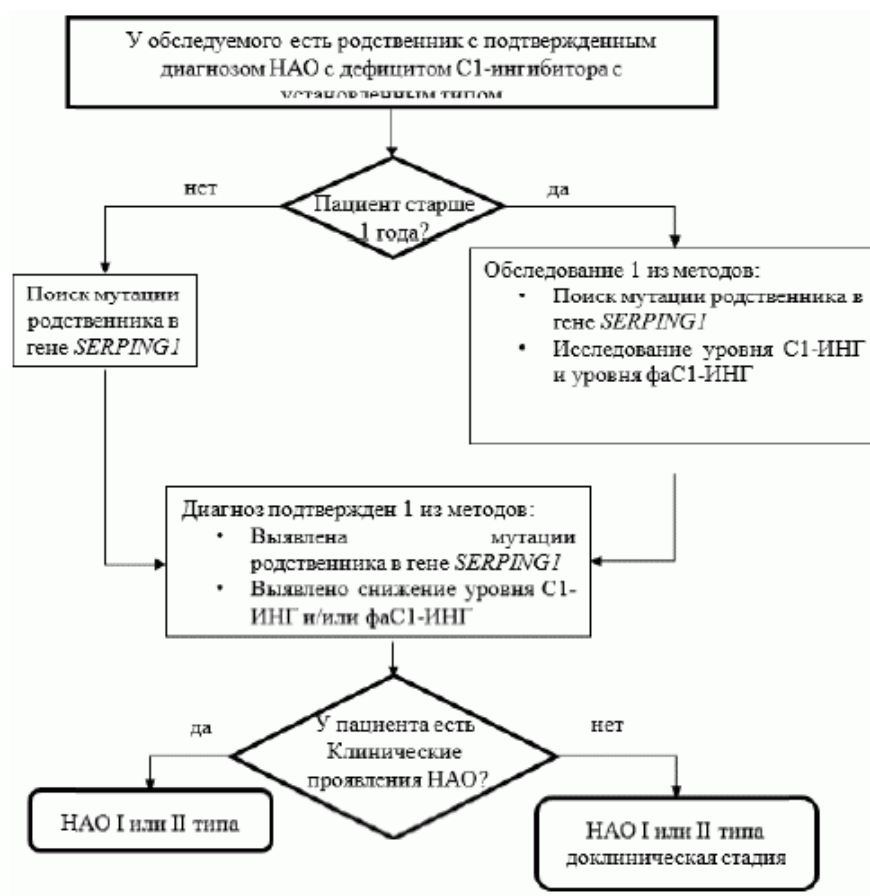 У обследуемого есть родственник с подтвержденным
диагнозом НАО с дефицитом С1-ингибитора с
установленным типом
нет
да
Пациент старше
1 года?
Поиск мутации
родственника в
гене SERPING1
Обследование 1 из методов:
• Поиск мутации родственника в
гене SERPING1
• Исследование уровня С1-ИНГ
и уровня фаС1-ИНГ
Диагноз подтвержден 1 из методов:
• Выявлена мутации
родственника в гене SERPING1
• Выявлено снижение уровня С1-
ИНГ и/или фаС1-ИНГ
да
У пациента есть
Клинические
проявления НАО?
нет
НАО I или II типа
НАО I или II типа
доклиническая стадия